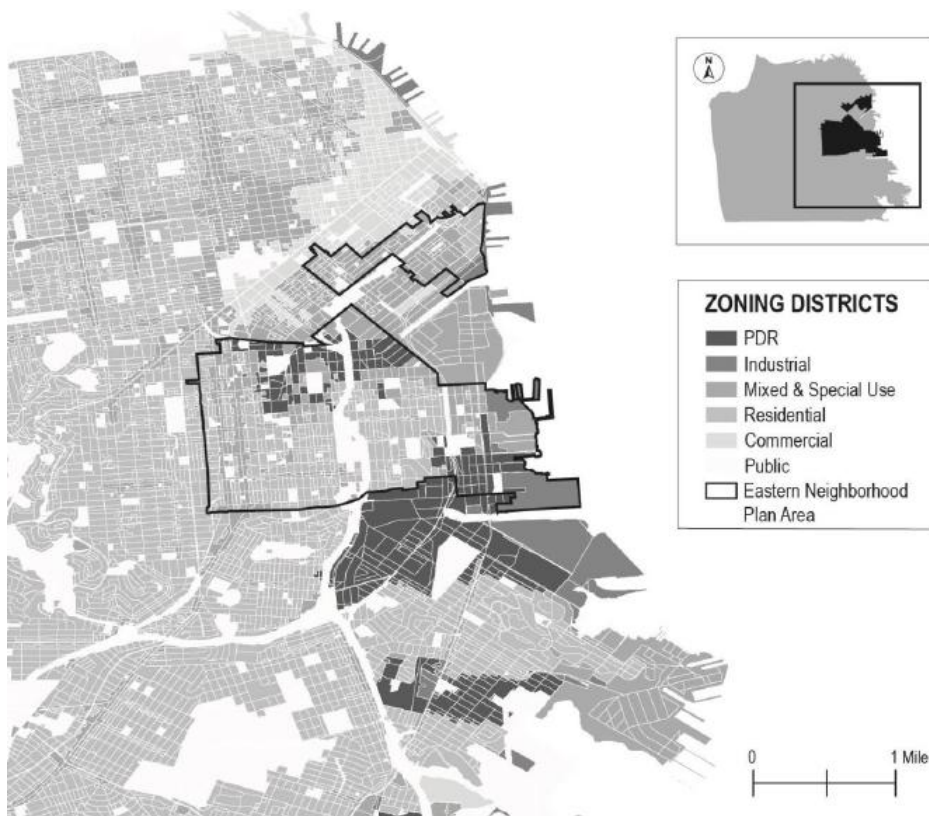 N
ZONING DISTRICTS
PDR
Industrial
Mixed & Special Use
Residential
Commercial
Public
Eastern Neighborhood
Plan Area
0
1 Mile